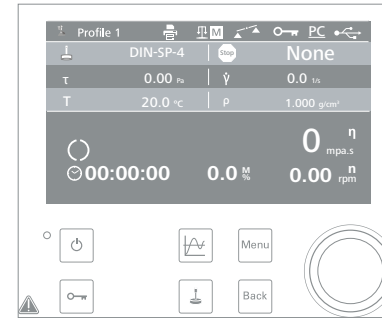 Profile 1 M PC
DIN-SP-4 Stop None
τ 0.00 Pa γ̇ 0.0 1/s
T 20.0 °C ρ 1.000 g/cm³
0 η mpa.s
00:00:00 0.0 M % 0.00 n rpm
Menu
Back